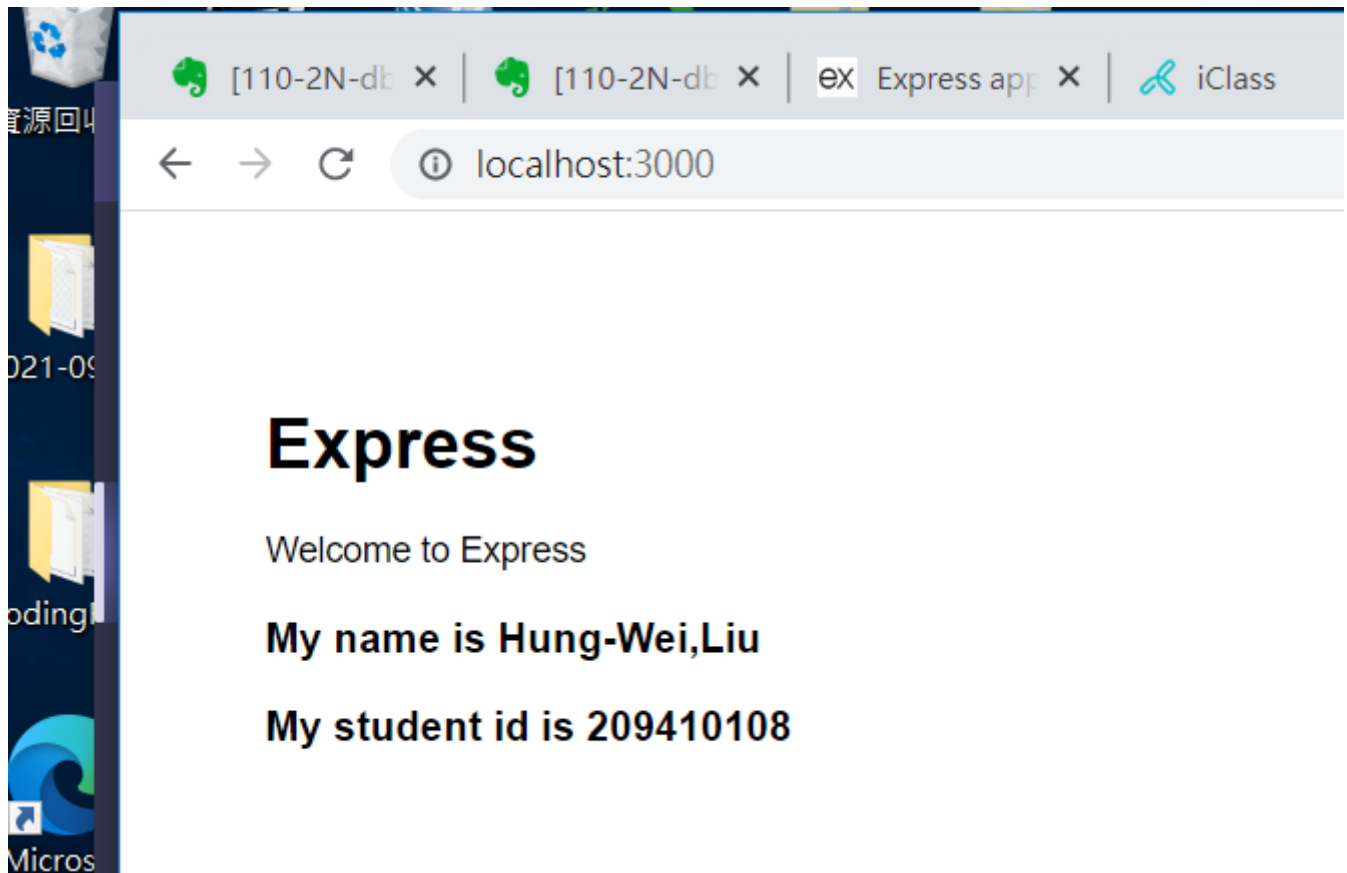 [110-2N-db
[110-2N-db
ex Express app
iClass
localhost:3000
資源回收
021-09
oding
Micros
Express
Welcome to Express
My name is Hung-Wei,Liu
My student id is 209410108